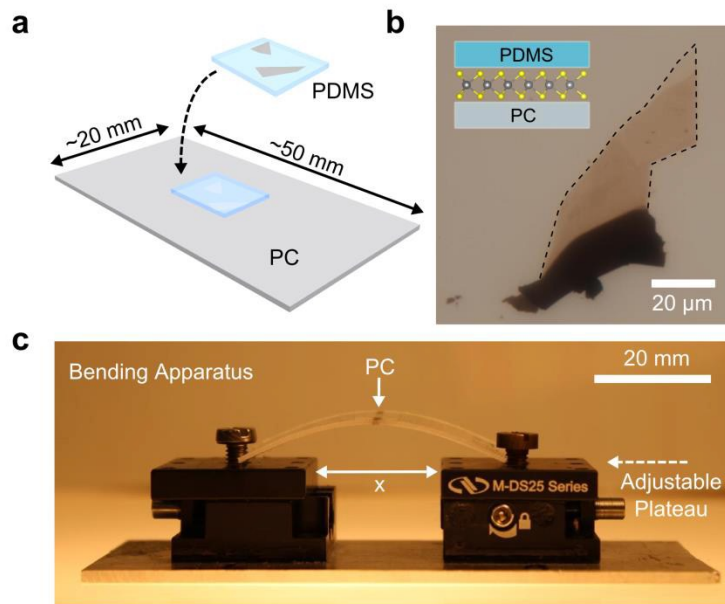 a
PDMS
~20 mm
~50 mm
PC
b
PDMS
PC
20 μm
c
Bending Apparatus
PC
20 mm
x
M-DS25 Series
Adjustable
Plateau